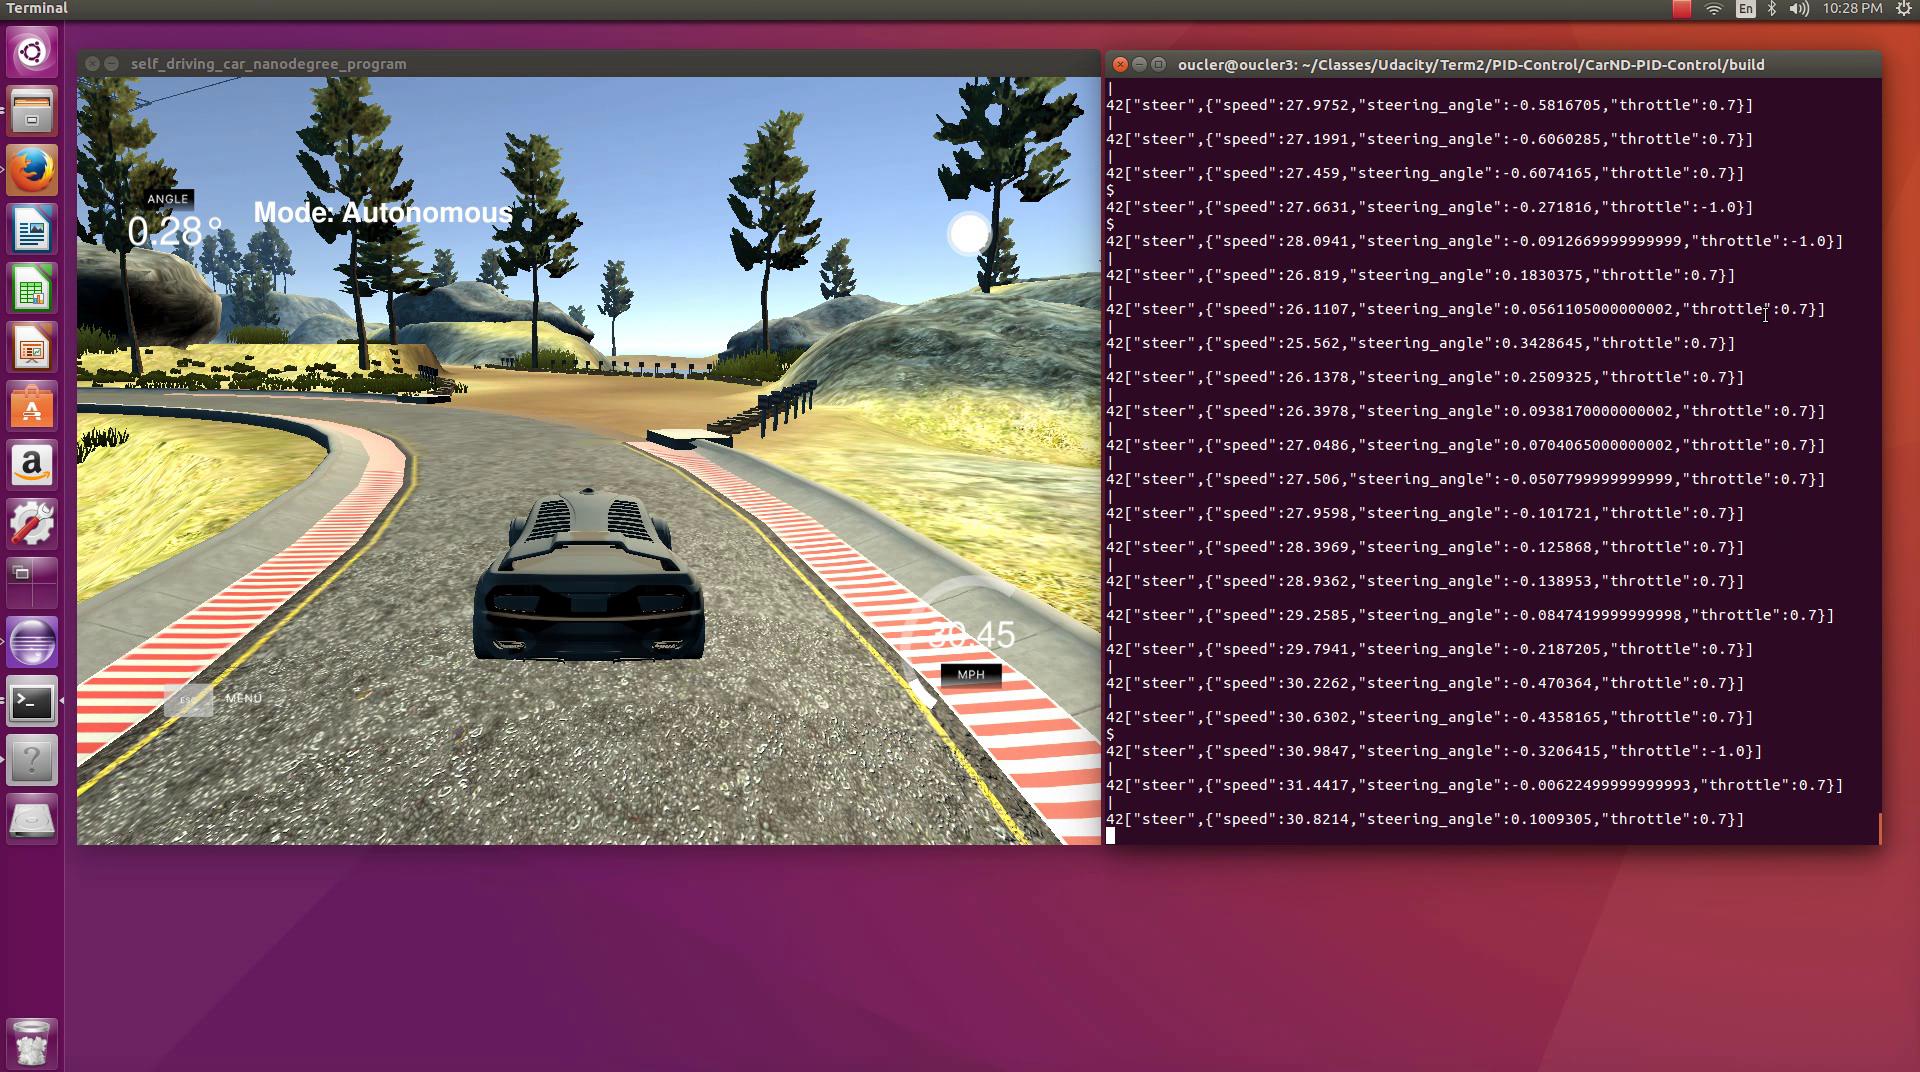 Terminal
En
10:28 PM
self_driving_car_nanodegree_program
ANGLE
0.28°
Mode: Autonomous
30.45
MPH
ESC
MENU
oucler@oucler3: ~/Classes/Udacity/Term2/PID-Control/CarND-PID-Control/build
|
42["steer",{"speed":27.9752,"steering_angle":-0.5816705,"throttle":0.7}]
|
42["steer",{"speed":27.1991,"steering_angle":-0.6060285,"throttle":0.7}]
|
42["steer",{"speed":27.459,"steering_angle":-0.6074165,"throttle":0.7}]
$
42["steer",{"speed":27.6631,"steering_angle":-0.271816,"throttle":-1.0}]
$
42["steer",{"speed":28.0941,"steering_angle":-0.0912669999999999,"throttle":-1.0}]
|
42["steer",{"speed":26.819,"steering_angle":0.1830375,"throttle":0.7}]
|
42["steer",{"speed":26.1107,"steering_angle":0.0561105000000002,"throttle":0.7}]
|
42["steer",{"speed":25.562,"steering_angle":0.3428645,"throttle":0.7}]
|
42["steer",{"speed":26.1378,"steering_angle":0.2509325,"throttle":0.7}]
|
42["steer",{"speed":26.3978,"steering_angle":0.0938170000000002,"throttle":0.7}]
|
42["steer",{"speed":27.0486,"steering_angle":0.0704065000000002,"throttle":0.7}]
|
42["steer",{"speed":27.506,"steering_angle":-0.0507799999999999,"throttle":0.7}]
|
42["steer",{"speed":27.9598,"steering_angle":-0.101721,"throttle":0.7}]
|
42["steer",{"speed":28.3969,"steering_angle":-0.125868,"throttle":0.7}]
|
42["steer",{"speed":28.9362,"steering_angle":-0.138953,"throttle":0.7}]
|
42["steer",{"speed":29.2585,"steering_angle":-0.0847419999999998,"throttle":0.7}]
|
42["steer",{"speed":29.7941,"steering_angle":-0.2187205,"throttle":0.7}]
|
42["steer",{"speed":30.2262,"steering_angle":-0.470364,"throttle":0.7}]
|
42["steer",{"speed":30.6302,"steering_angle":-0.4358165,"throttle":0.7}]
$
42["steer",{"speed":30.9847,"steering_angle":-0.3206415,"throttle":-1.0}]
|
42["steer",{"speed":31.4417,"steering_angle":-0.00622499999999993,"throttle":0.7}]
|
42["steer",{"speed":30.8214,"steering_angle":0.1009305,"throttle":0.7}]